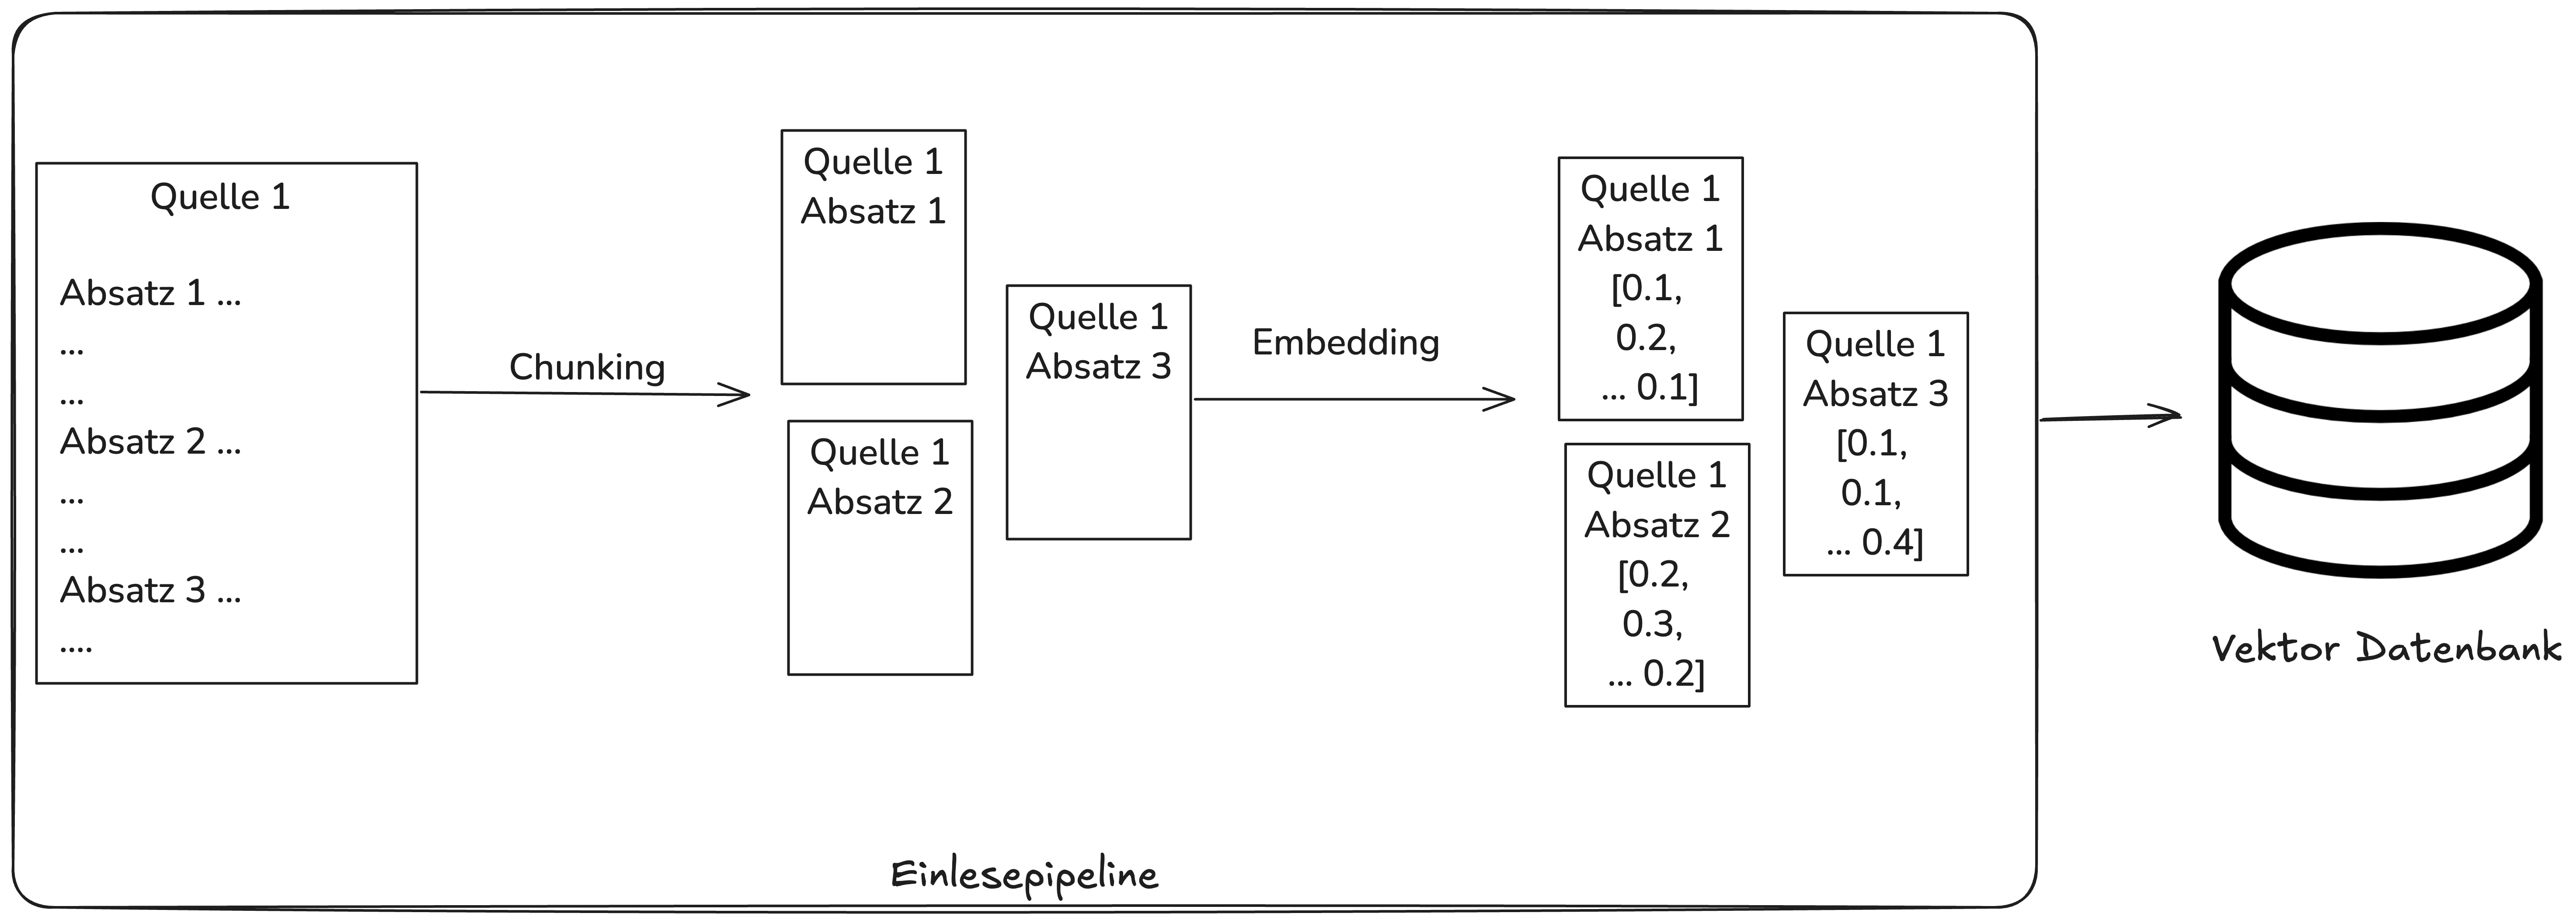 Quelle 1
Absatz 1 ...
...
...
Absatz 2 ...
...
...
Absatz 3 ...
....
Chunking
Quelle 1
Absatz 1
Quelle 1
Absatz 2
Quelle 1
Absatz 3
Embedding
Quelle 1
Absatz 1
[0.1,
0.2,
... 0.1]
Quelle 1
Absatz 2
[0.2,
0.3,
... 0.2]
Quelle 1
Absatz 3
[0.1,
0.1,
... 0.4]
Vektor Datenbank
Einlesepipeline